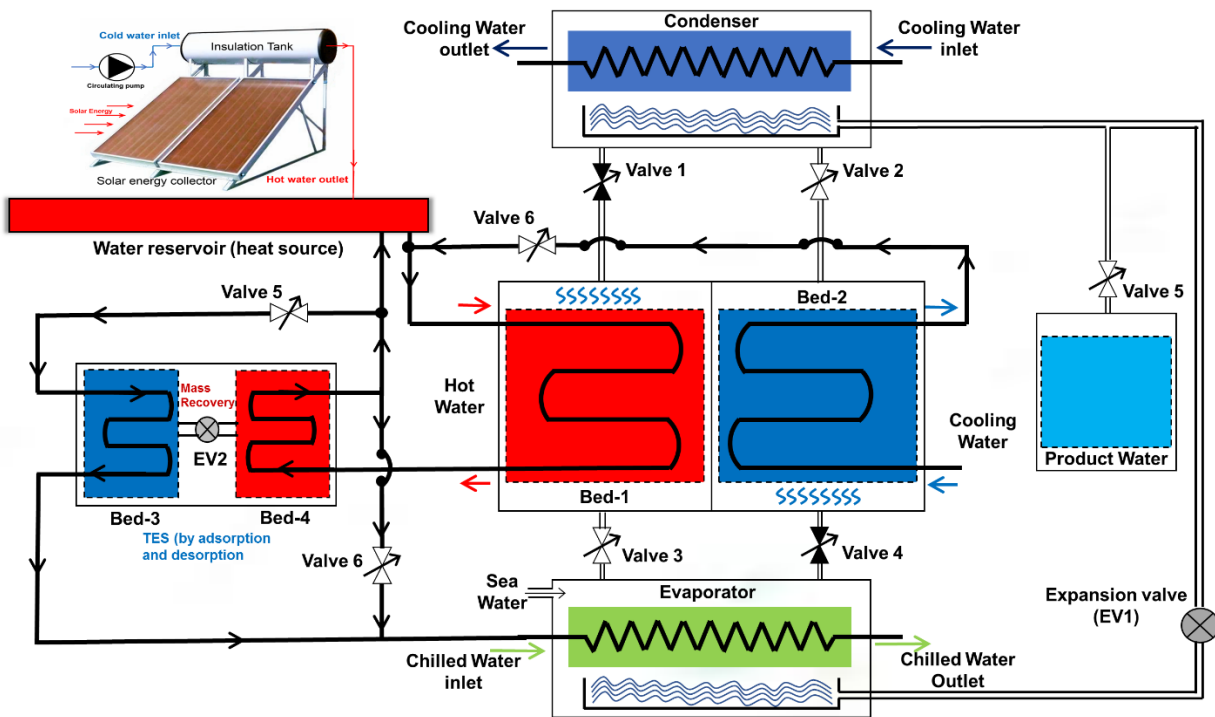 Condenser
Cooling Water
outlet
Cooling Water
inlet
Cold water inlet
Insulation Tank
Circulating pump
Solar Energy
Solar energy collector
Hot water outlet
Valve 1
Valve 2
Valve 6
Water reservoir (heat source)
Valve 5
Valve 5
Bed-2
Mass
Recovery
EV2
Hot
Water
Cooling
Water
Product Water
Bed-3
Bed-4
Bed-1
TES (by adsorption
and desorption
Valve 6
Valve 3
Valve 4
Sea
Water
Evaporator
Expansion valve
(EV1)
Chilled Water
inlet
Chilled Water
Outlet